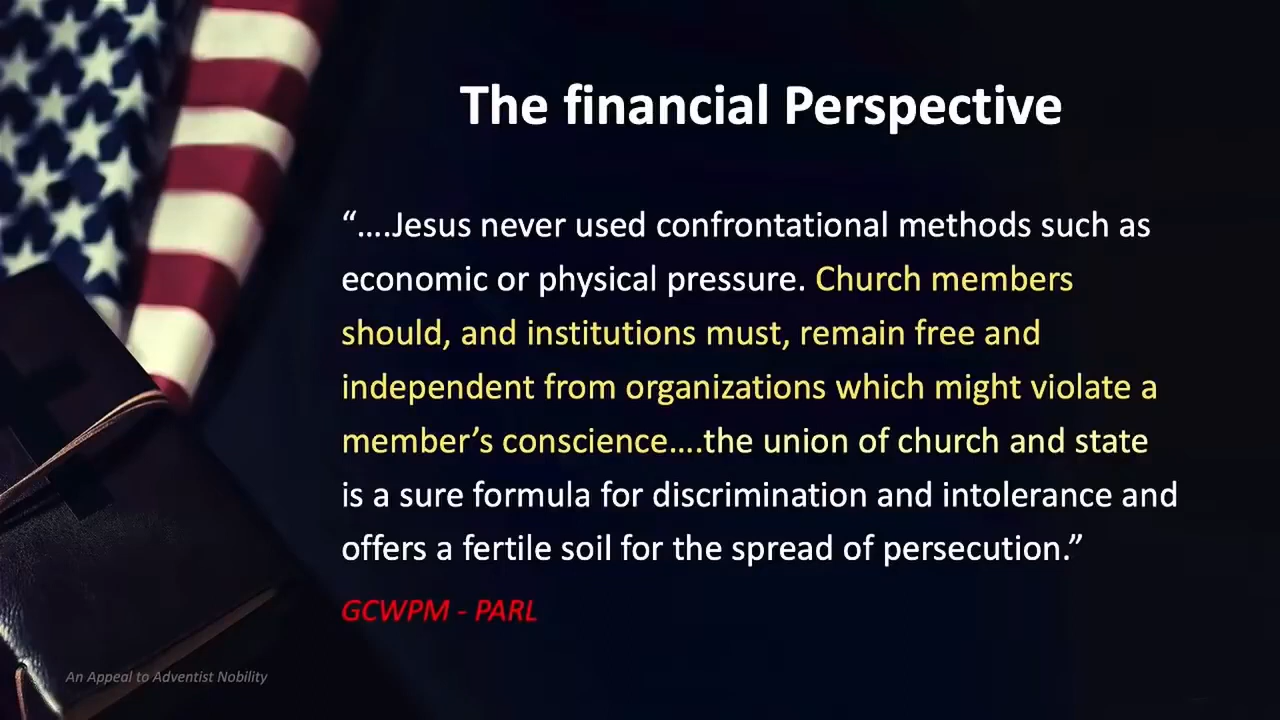 The financial Perspective
“....Jesus never used confrontational methods such as
economic or physical pressure. Church members
should, and institutions must, remain free and
independent from organizations which might violate a
member’s conscience....the union of church and state
is a sure formula for discrimination and intolerance and
offers a fertile soil for the spread of persecution.”
GCWPM - PARL
An Appeal to Adventist Nobility